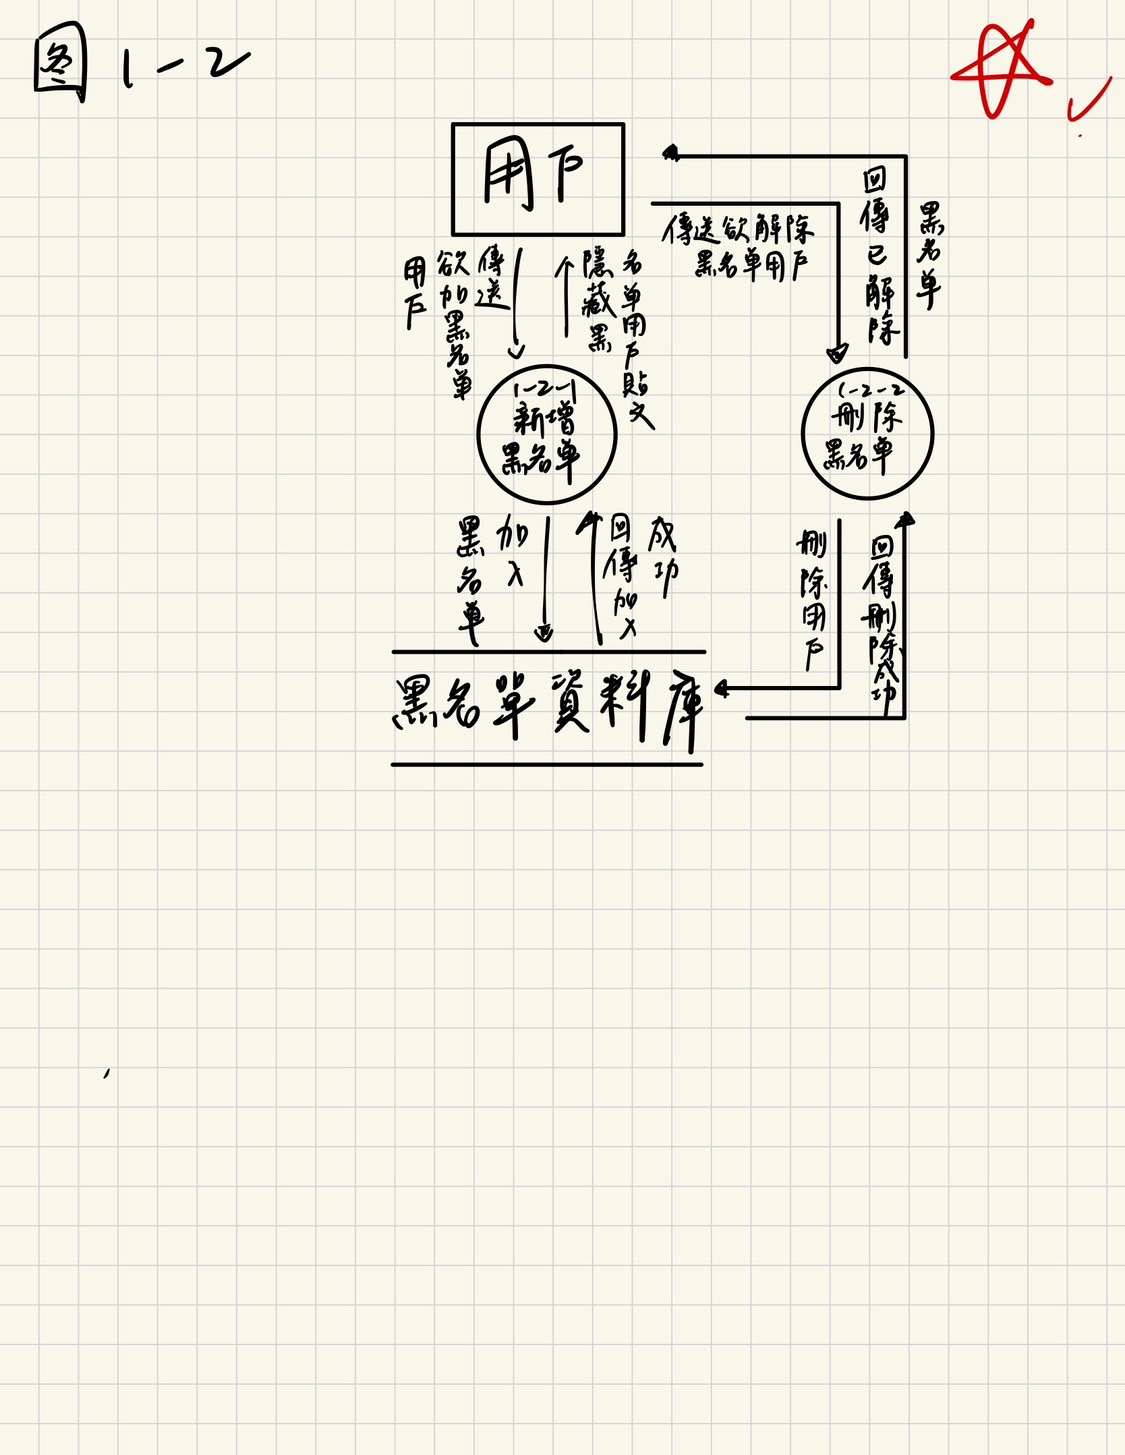 图 1-2
用戶
傳送
欲加黑名單
用戶
隱藏黑
名單用戶貼文
傳送欲解除
黑名單用戶
回傳已解除
黑名單
1-2-1
新增
黑名單
1-2-2
刪除
黑名單
加入
黑名單
回傳加入
成功
刪除用戶
回傳刪除成功
黑名單資料庫